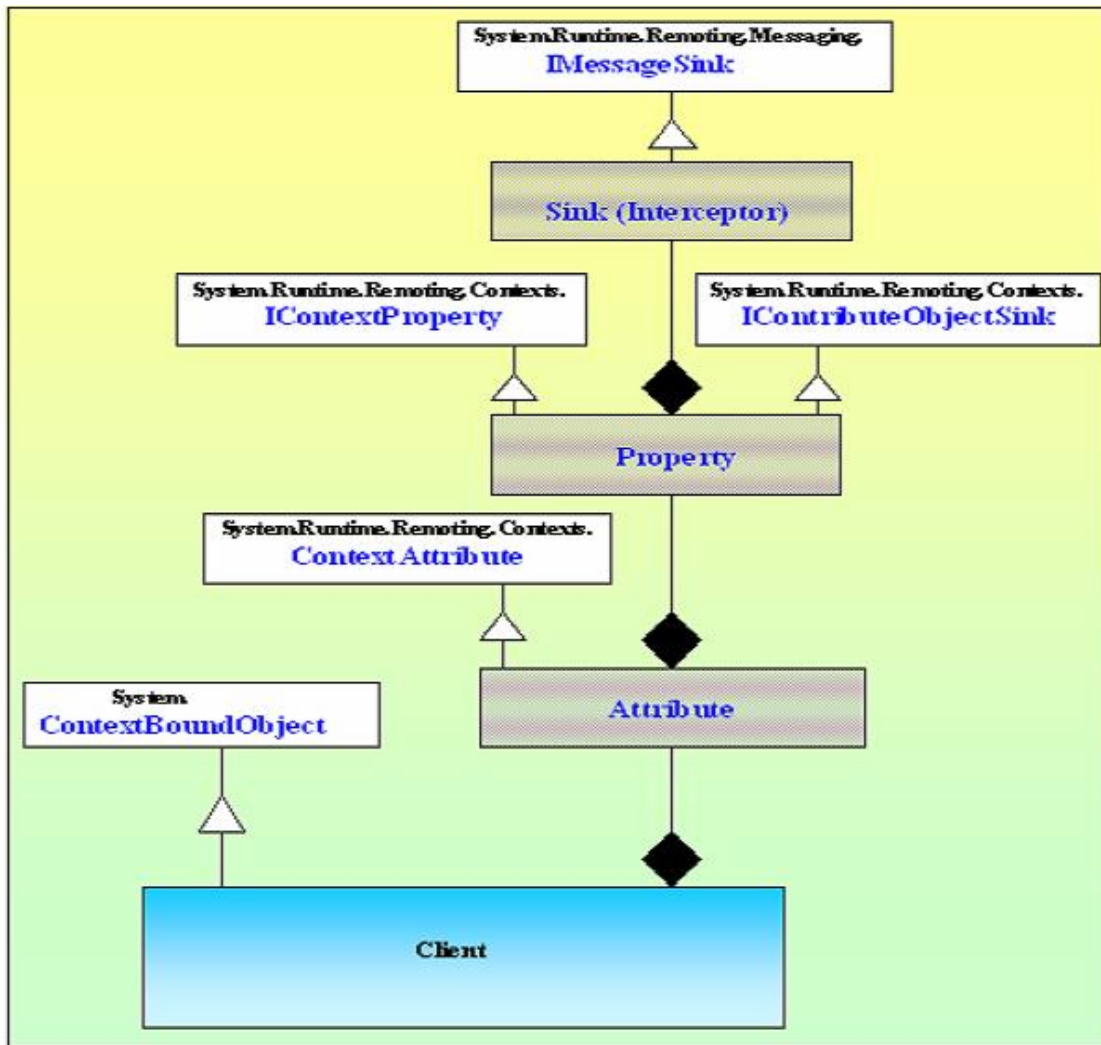 System.Runtime.Remoting.Messaging.
IMessageSink
Sink (Interceptor)
System.Runtime.Remoting.Contexts.
IContextProperty
System.Runtime.Remoting.Contexts.
IContributeObjectSink
Property
System.Runtime.Remoting.Contexts.
ContextAttribute
Attribute
System.
ContextBoundObject
Client